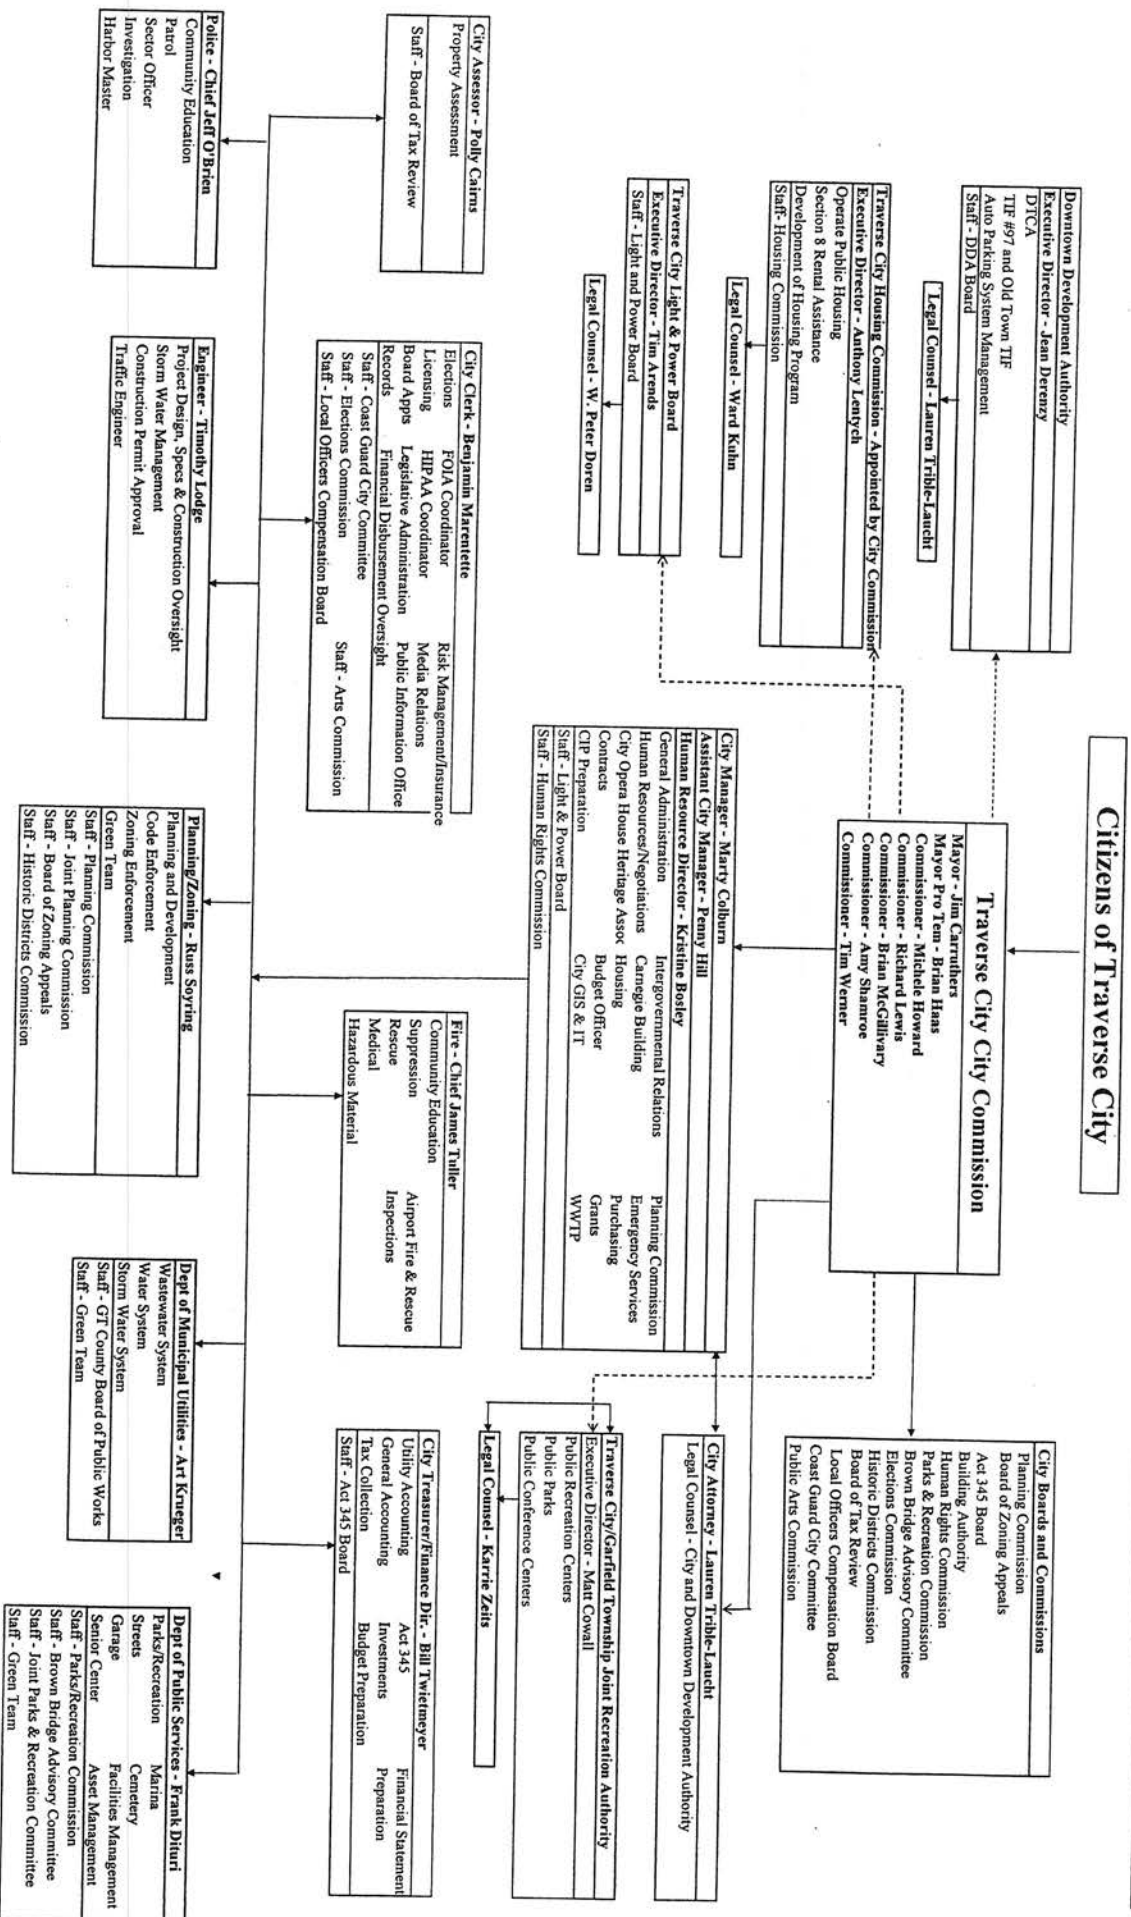 Citizens of Traverse City
Traverse City City Commission
Mayor - Jim Carruthers
Mayor Pro Tem - Brian Haas
Commissioner - Michele Howard
Commissioner - Richard Lewis
Commissioner - Brian McGillivary
Commissioner - Amy Shamroe
Commissioner - Tim Werner
Downtown Development Authority
Executive Director - Jean Derenzy
DTCA
TIF #97 and Old Town TIF
Auto Parking System Management
Staff - DDA Board
Legal Counsel - Lauren Trible-Laucht
Traverse City Housing Commission - Appointed by City Commission
Executive Director - Anthony Lentych
Operate Public Housing
Section 8 Rental Assistance
Development of Housing Program
Staff- Housing Commission
Legal Counsel - Ward Kuhn
Traverse City Light & Power Board
Executive Director - Tim Arends
Staff - Light and Power Board
Legal Counsel - W. Peter Doren
City Boards and Commissions
Planning Commission
Board of Zoning Appeals
Act 345 Board
Building Authority
Human Rights Commission
Parks & Recreation Commission
Brown Bridge Advisory Committee
Elections Commission
Historic Districts Commission
Board of Tax Review
Local Officers Compensation Board
Coast Guard City Committee
Public Arts Commission
City Manager - Marty Colburn
Assistant City Manager - Penny Hill
Human Resource Director - Kristine Bosley
General Administration Intergovernmental Relations Planning Commission
Human Resources/Negotiations Carnegie Building Emergency Services
City Opera House Heritage Assoc Housing Purchasing
Contracts Budget Officer Grants
CIP Preparation City GIS & IT WWTP
Staff - Light & Power Board
Staff - Human Rights Commission
City Attorney - Lauren Trible-Laucht
Legal Counsel - City and Downtown Development Authority
Traverse City/Garfield Township Joint Recreation Authority
Executive Director - Matt Cowall
Public Recreation Centers
Public Parks
Public Conference Centers
Legal Counsel - Karrie Zeits
City Assessor - Polly Cairns
Property Assessment
Staff - Board of Tax Review
City Clerk - Benjamin Marentette
Elections FOIA Coordinator Risk Management/Insurance
Licensing HIPAA Coordinator Media Relations
Board Appts Legislative Administration Public Information Office
Records Financial Disbursement Oversight
Staff - Coast Guard City Committee
Staff - Elections Commission Staff - Arts Commission
Staff - Local Officers Compensation Board
Fire - Chief James Tuller
Community Education
Suppression Airport Fire & Rescue
Rescue Inspections
Medical
Hazardous Material
City Treasurer/Finance Dir. - Bill Twietmeyer
Utility Accounting Act 345 Financial Statement
General Accounting Investments Preparation
Tax Collection Budget Preparation
Staff - Act 345 Board
Police - Chief Jeff O'Brien
Community Education
Patrol
Sector Officer
Investigation
Harbor Master
Engineer - Timothy Lodge
Project Design, Specs & Construction Oversight
Storm Water Management
Construction Permit Approval
Traffic Engineer
Planning/Zoning - Russ Soyring
Planning and Development
Code Enforcement
Zoning Enforcement
Green Team
Staff - Planning Commission
Staff - Joint Planning Commission
Staff - Board of Zoning Appeals
Staff - Historic Districts Commission
Dept of Municipal Utilities - Art Krueger
Wastewater System
Water System
Storm Water System
Staff - GT County Board of Public Works
Staff - Green Team
Dept of Public Services - Frank Dituri
Parks/Recreation Marina
Streets Cemetery
Garage Facilities Management
Senior Center Asset Management
Staff - Parks/Recreation Commission
Staff - Brown Bridge Advisory Committee
Staff - Joint Parks & Recreation Committee
Staff - Green Team